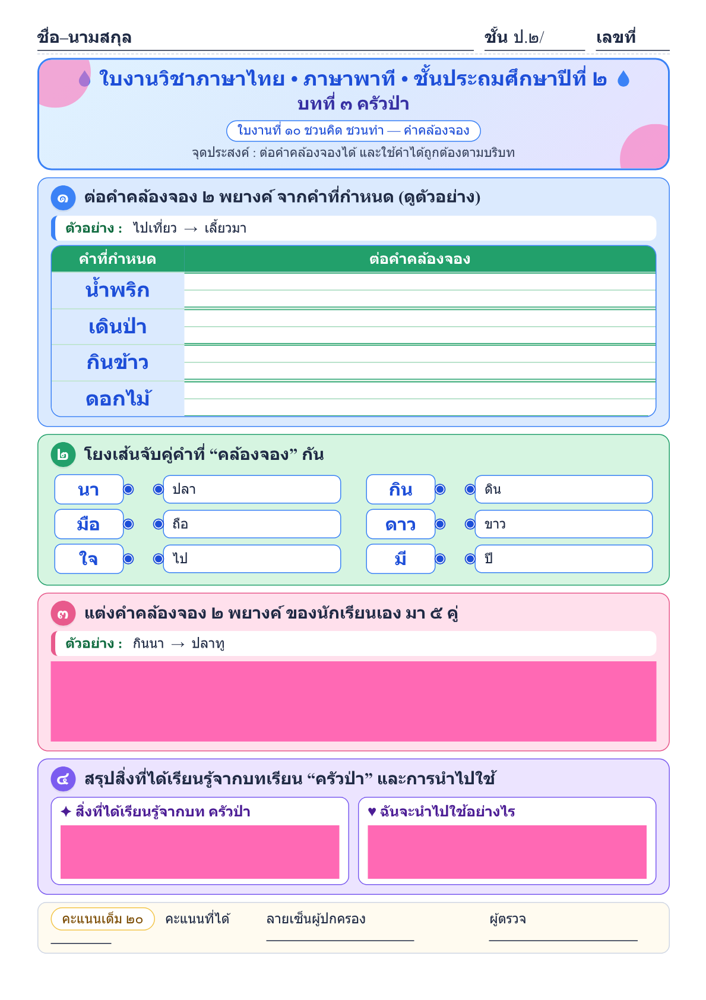 ชื่อ–นามสกุล ชั้น ป.๒/ เลขที่
ใบงานวิชาภาษาไทย • ภาษาพาที • ชั้นประถมศึกษาปีที่ ๒
บทที่ ๓ ครัวป่า
ใบงานที่ ๑๐ ชวนคิด ชวนทำ — คำคล้องจอง
จุดประสงค์ : ต่อคำคล้องจองได้ และใช้คำได้ถูกต้องตามบริบท
๑ ต่อคำคล้องจอง ๒ พยางค์ จากคำที่กำหนด (ดูตัวอย่าง)
ตัวอย่าง : ไปเที่ยว → เลี้ยวมา
คำที่กำหนด ต่อคำคล้องจอง
น้ำพริก
เดินป่า
กินข้าว
ดอกไม้
๒ โยงเส้นจับคู่คำที่ “คล้องจอง” กัน
นา ปลา กิน ดิน
มือ ถือ ดาว ขาว
ใจ ไป มี ปี
๓ แต่งคำคล้องจอง ๒ พยางค์ ของนักเรียนเอง มา ๕ คู่
ตัวอย่าง : กินนา → ปลาทู
๔ สรุปสิ่งที่ได้เรียนรู้จากบทเรียน “ครัวป่า” และการนำไปใช้
✦ สิ่งที่ได้เรียนรู้จากบท ครัวป่า ♥ ฉันจะนำไปใช้อย่างไร
คะแนนเต็ม ๒๐ คะแนนที่ได้ ลายเซ็นผู้ปกครอง ผู้ตรวจ